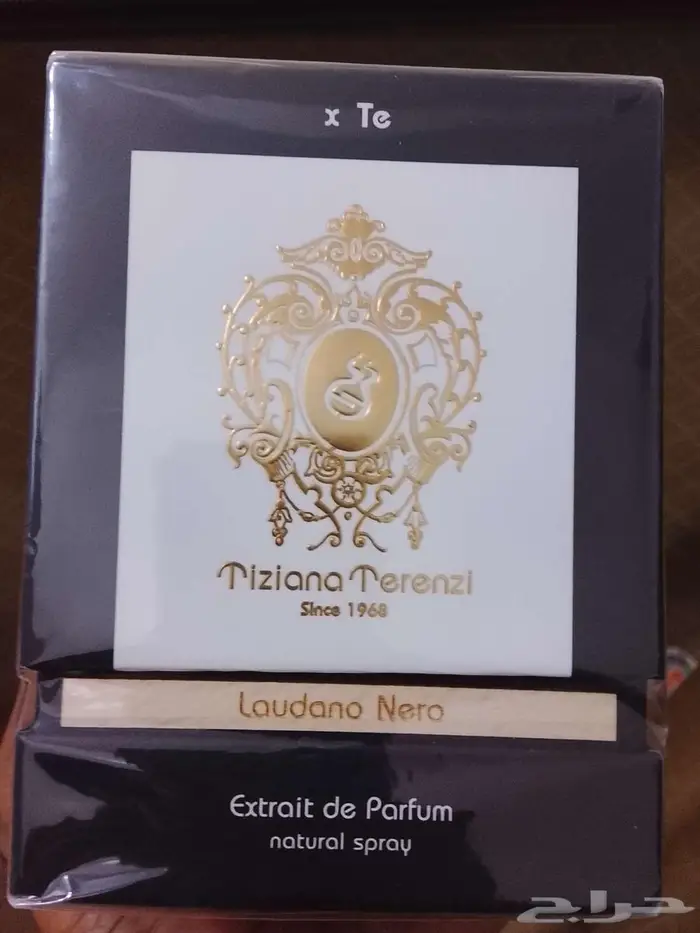 x Te
Tiziana Terenzi
Since 1968
Laudano Nero
Extrait de Parfum
natural spray
حراج